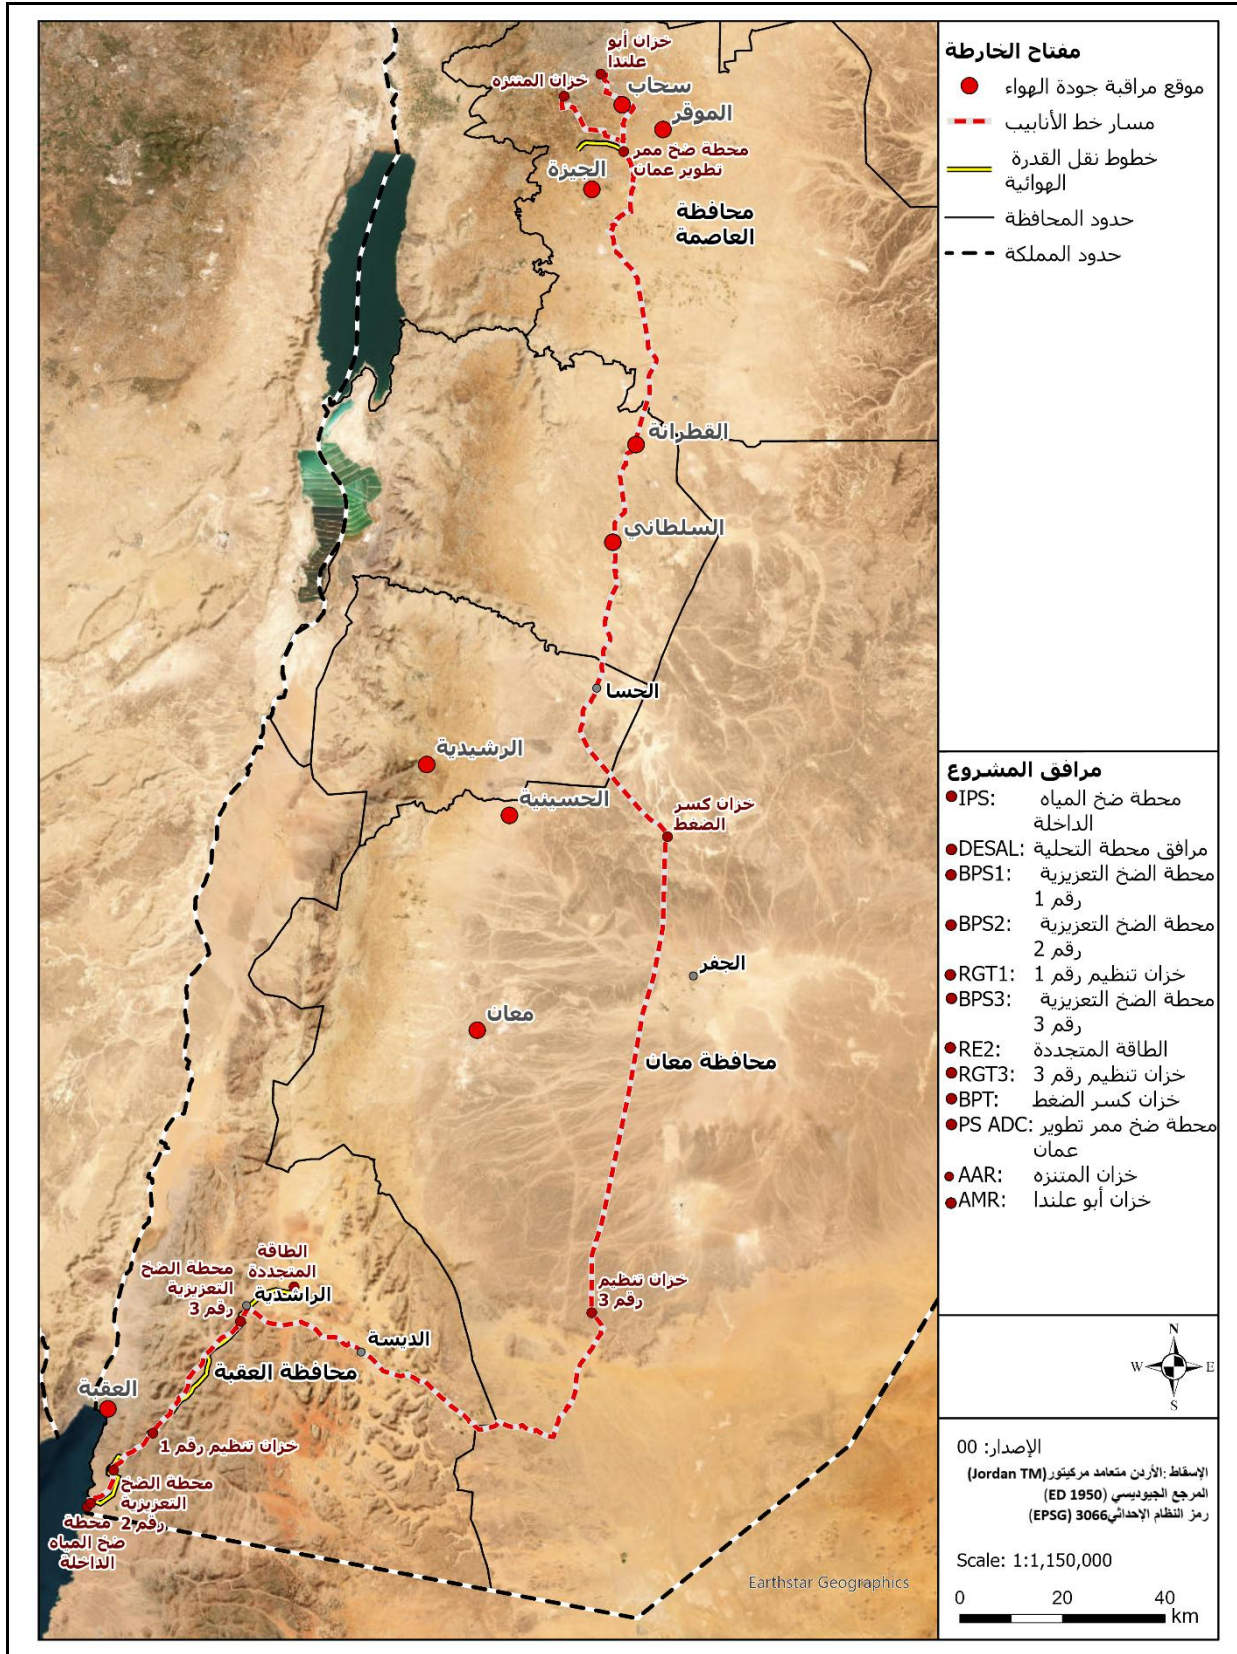 خزان أبو
علندا
خزان المتنزه
سحاب
الموقر
محطة ضخ ممر
تطوير عمان
الجيزة
محافظة
العاصمة
القطرانة
السلطاني
الحسا
الرشيدية
الحسينية
خزان كسر
الضغط
الجفر
معان
محافظة معان
الطاقة
المتجددة
محطة الضخ
التعزيزية
رقم 3
الراشدية
خزان تنظيم
رقم 3
الديسة
محافظة العقبة
العقبة
خزان تنظيم رقم 1
محطة الضخ
التعزيزية
رقم 2
محطة
ضخ المياه
الداخلة
Earthstar Geographics
مفتاح الخارطة
موقع مراقبة جودة الهواء
مسار خط الأنابيب
خطوط نقل القدرة
الهوائية
حدود المحافظة
حدود المملكة
مرافق المشروع
IPS: محطة ضخ المياه
الداخلة
DESAL: مرافق محطة التحلية
BPS1: محطة الضخ التعزيزية
رقم 1
BPS2: محطة الضخ التعزيزية
رقم 2
RGT1: خزان تنظيم رقم 1
BPS3: محطة الضخ التعزيزية
رقم 3
RE2: الطاقة المتجددة
RGT3: خزان تنظيم رقم 3
BPT: خزان كسر الضغط
PS ADC: محطة ضخ ممر تطوير
عمان
AAR: خزان المتنزه
AMR: خزان أبو علندا
N
W E
S
الإصدار: 00
الإسقاط :الأردن متعامد مركيتور(Jordan TM)
المرجع الجيوديسي (ED 1950)
رمز النظام الإحداثي3066 (EPSG)
Scale: 1:1,150,000
0 20 40
km